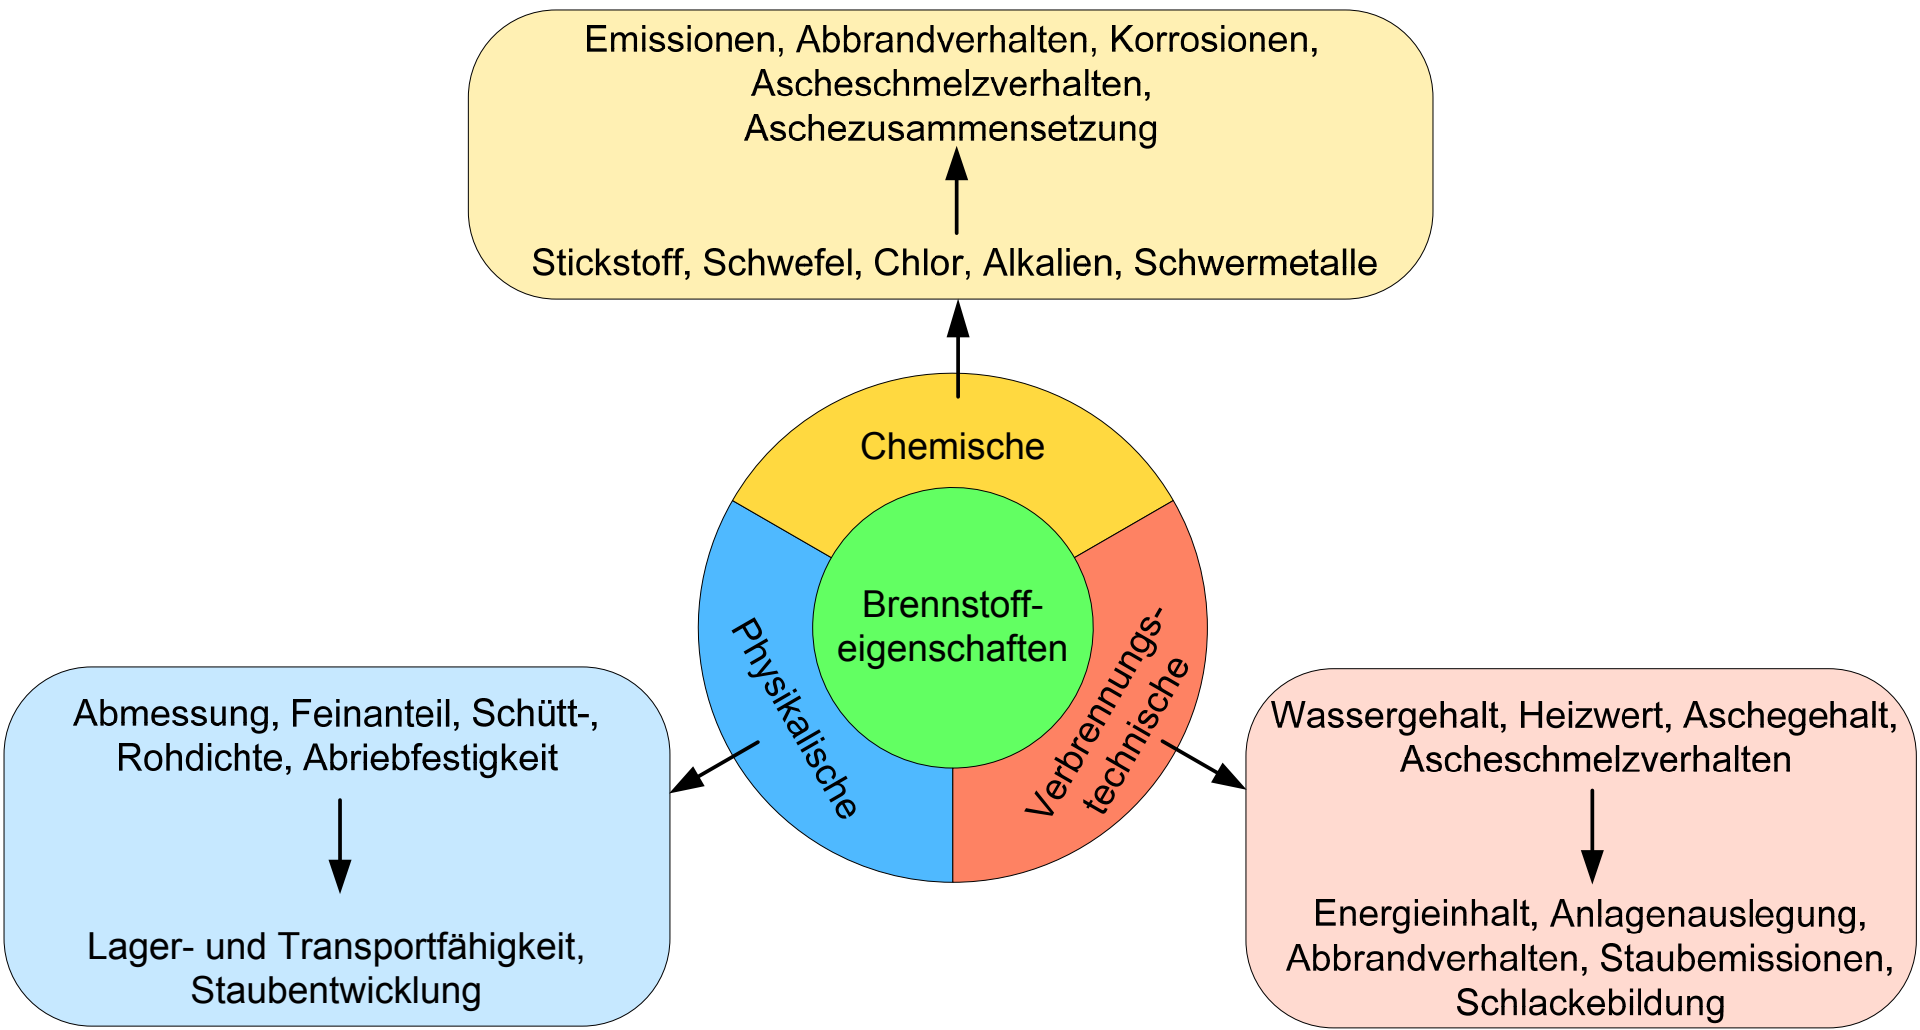 Emissionen, Abbrandverhalten, Korrosionen,
Ascheschmelzverhalten,
Aschezusammensetzung
Stickstoff, Schwefel, Chlor, Alkalien, Schwermetalle
Chemische
Brennstoff-
eigenschaften
Physikalische
Verbrennungs-
technische
Abmessung, Feinanteil, Schütt-,
Rohdichte, Abriebfestigkeit
Lager- und Transportfähigkeit,
Staubentwicklung
Wassergehalt, Heizwert, Aschegehalt,
Ascheschmelzverhalten
Energieinhalt, Anlagenauslegung,
Abbrandverhalten, Staubemissionen,
Schlackebildung